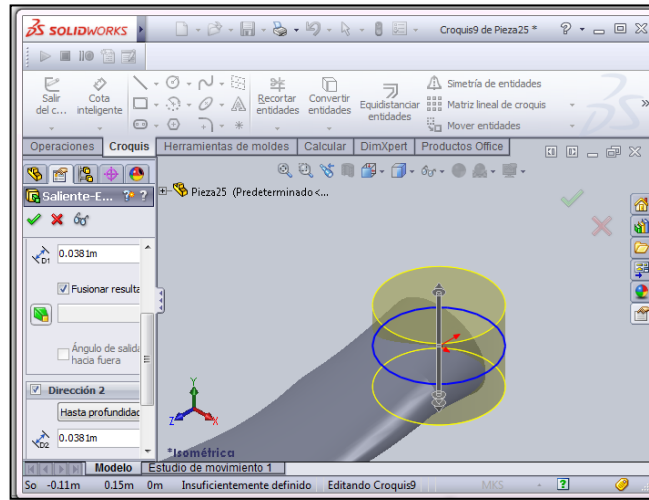 SOLIDWORKS
Croquis9 de Pieza25 *
Salir del c...
Cota inteligente
Recortar entidades
Convertir entidades
Equidistanciar entidades
Simetría de entidades
Matriz lineal de croquis
Mover entidades
Operaciones Croquis Herramientas de moldes Calcular DimXpert Productos Office
Saliente-E... ? ?
Pieza25 (Predeterminado<...
D1 0.0381m
Fusionar resulta
Ángulo de salida
hacia fuera
Dirección 2
Hasta profundidad
D2 0.0381m
Y
Z X
*Isométrica
Modelo Estudio de movimiento 1
So -0.11m 0.15m 0m Insuficientemente definido Editando Croquis9 MKS